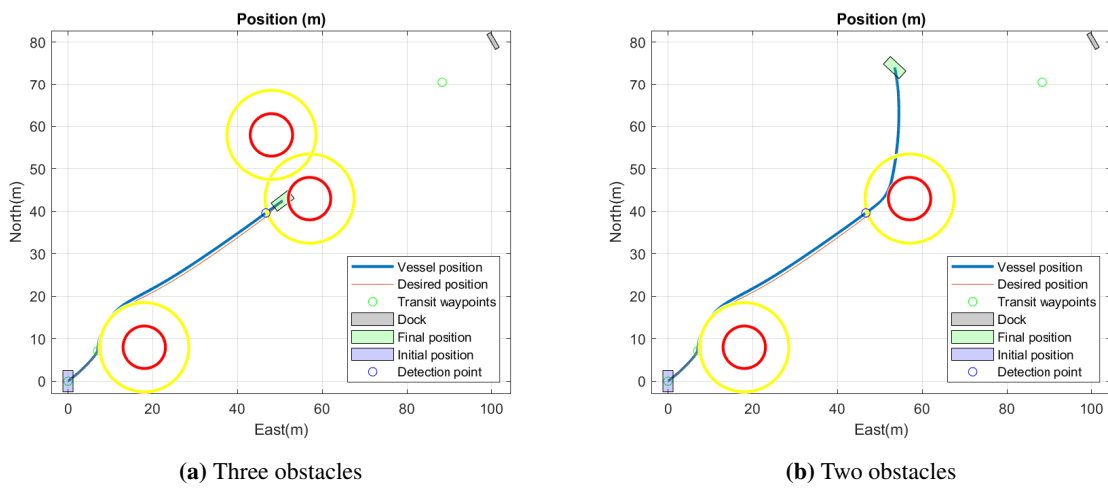 Position (m)
80
70
60
50
40
30
20
10
0
North(m)
0 20 40 60 80 100
East(m)
Vessel position
Desired position
Transit waypoints
Dock
Final position
Initial position
Detection point
(a) Three obstacles
Position (m)
80
70
60
50
40
30
20
10
0
North(m)
0 20 40 60 80 100
East(m)
Vessel position
Desired position
Transit waypoints
Dock
Final position
Initial position
Detection point
(b) Two obstacles